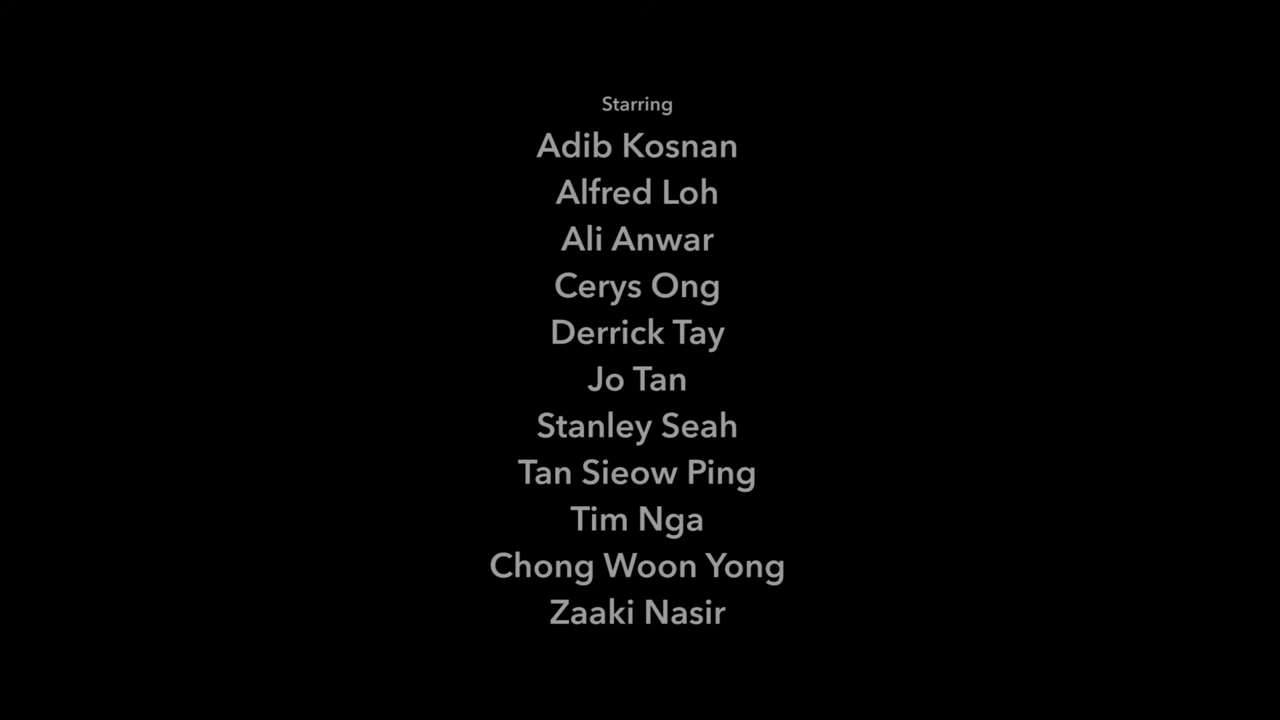 Starring
Adib Kosnan
Alfred Loh
Ali Anwar
Cerys Ong
Derrick Tay
Jo Tan
Stanley Seah
Tan Sieow Ping
Tim Nga
Chong Woon Yong
Zaaki Nasir